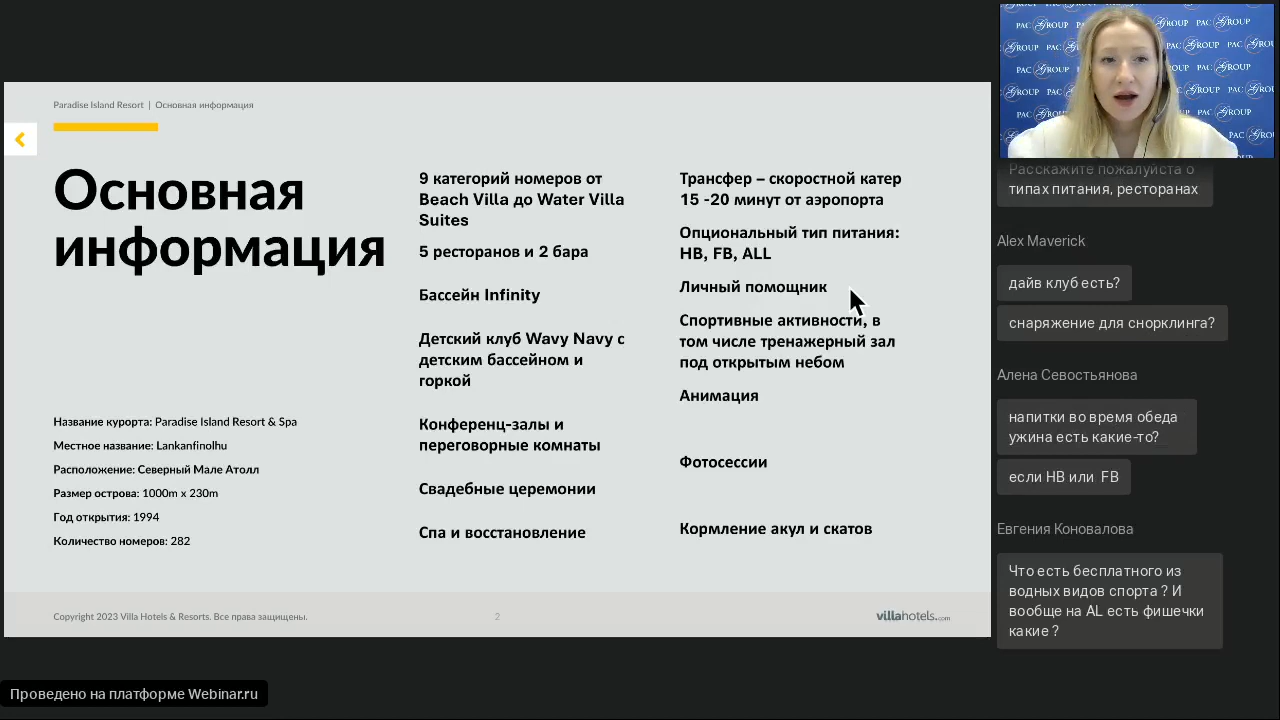 Paradise Island Resort | Основная информация
Основная
информация
Название курорта: Paradise Island Resort & Spa
Местное название: Lankanfinolhu
Расположение: Северный Мале Атолл
Размер острова: 1000m x 230m
Год открытия: 1994
Количество номеров: 282
9 категорий номеров от
Beach Villa до Water Villa
Suites
5 ресторанов и 2 бара
Бассейн Infinity
Детский клуб Wavy Navy с
детским бассейном и
горкой
Конференц-залы и
переговорные комнаты
Свадебные церемонии
Спа и восстановление
Трансфер – скоростной катер
15 -20 минут от аэропорта
Опциональный тип питания:
HB, FB, ALL
Личный помощник
Спортивные активности, в
том числе тренажерный зал
под открытым небом
Анимация
Фотосессии
Кормление акул и скатов
Copyright 2023 Villa Hotels & Resorts. Все права защищены.
2
villahotels.com
PAC GROUP
Расскажите пожалуйста о
типах питания, ресторанах
Alex Maverick
дайв клуб есть?
снаряжение для снорклинга?
Алена Севостьянова
напитки во время обеда
ужина есть какие-то?
если HB или FB
Евгения Коновалова
Что есть бесплатного из
водных видов спорта ? И
вообще на AL есть фишечки
какие ?
Проведено на платформе Webinar.ru